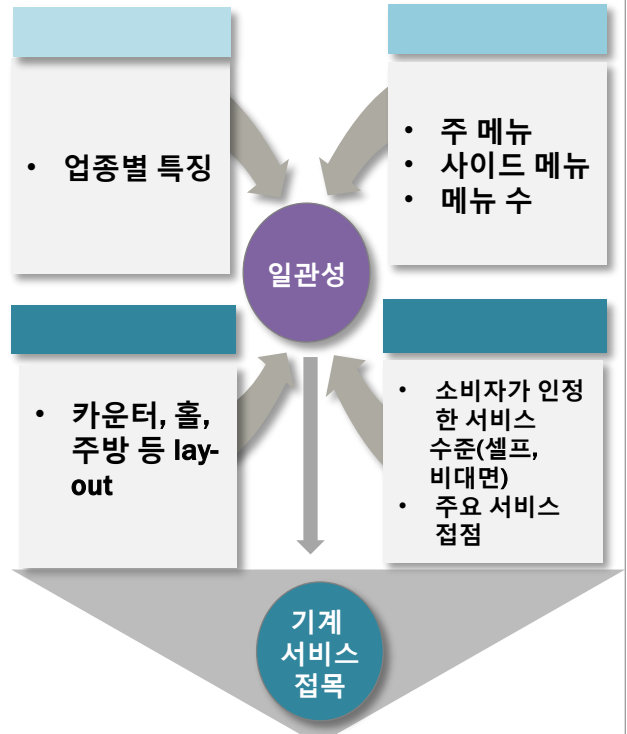 • 업종별 특징
• 주 메뉴
• 사이드 메뉴
• 메뉴 수
일관성
• 카운터, 홀,
주방 등 lay-
out
• 소비자가 인정
한 서비스
수준(셀프,
비대면)
• 주요 서비스
접점
기계
서비스
접목